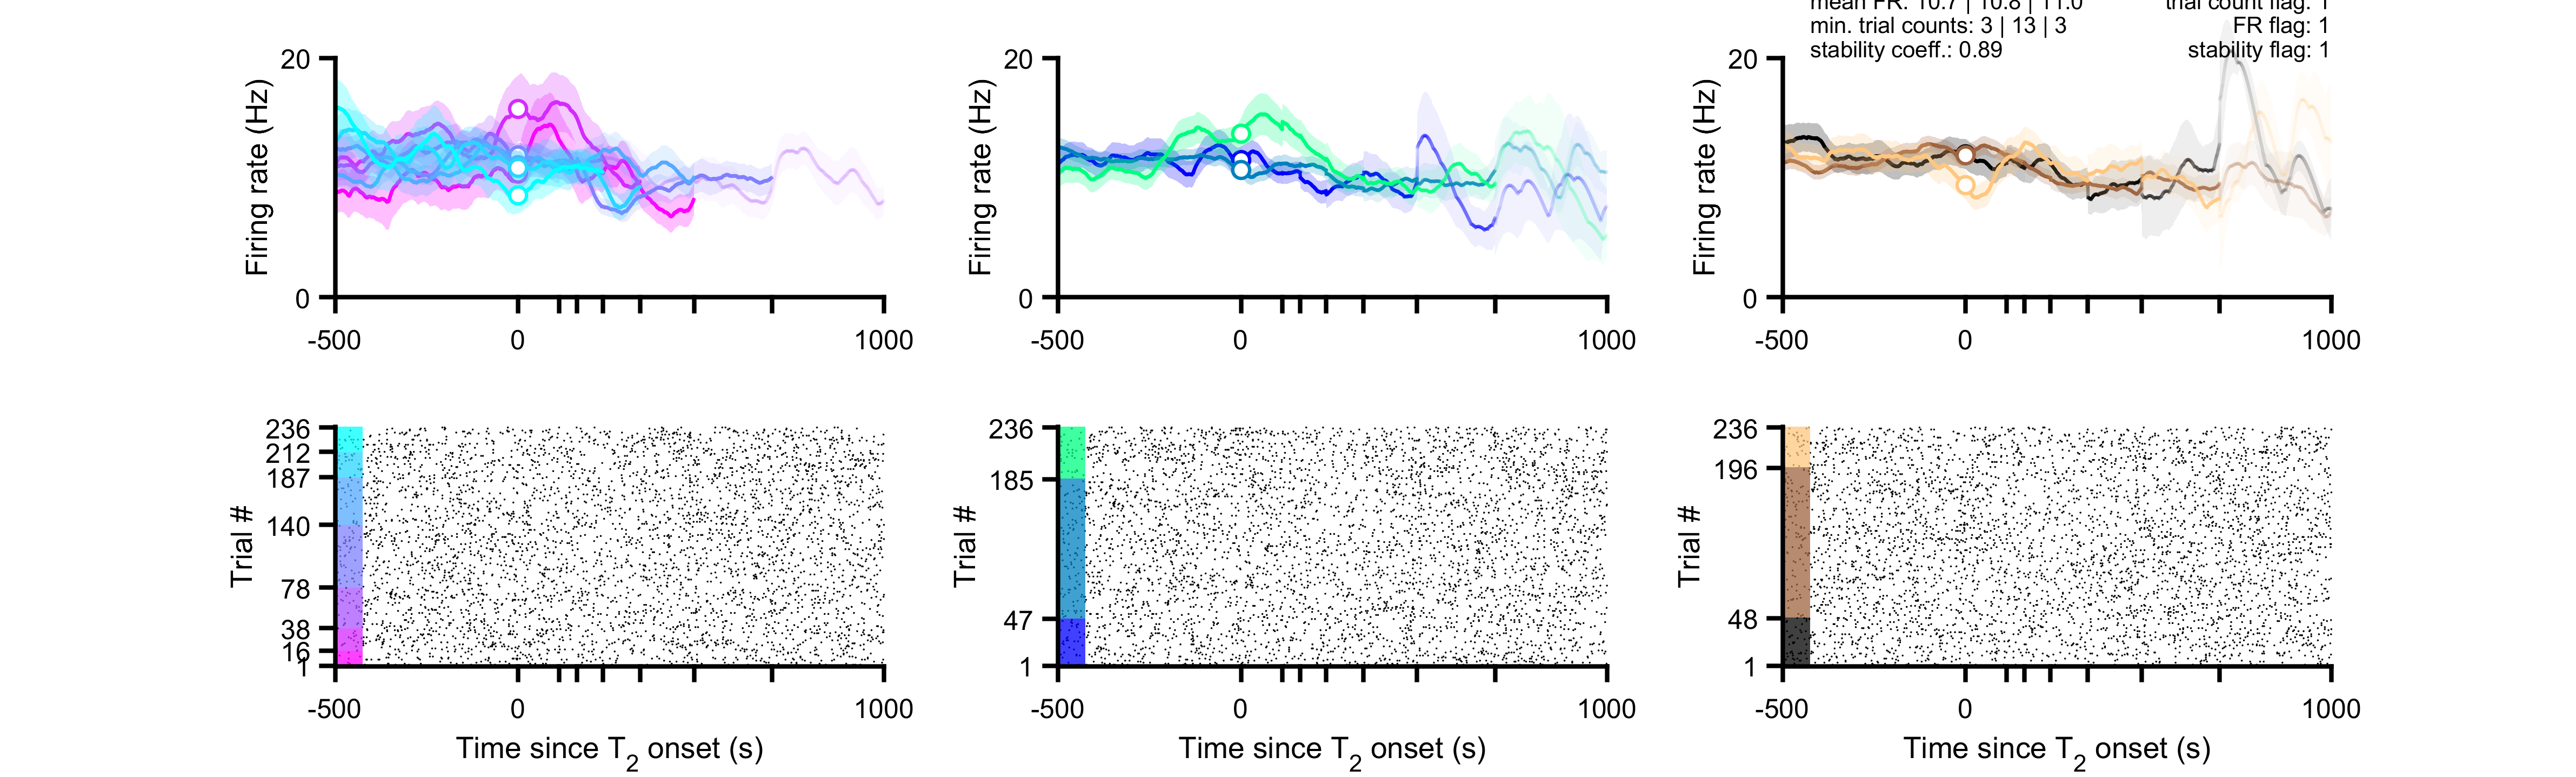 mean FR: 10.7 | 10.8 | 11.0 trial count flag: 1
min. trial counts: 3 | 13 | 3 FR flag: 1
stability coeff.: 0.89 stability flag: 1
20 20 20
Firing rate (Hz) Firing rate (Hz) Firing rate (Hz)
0 0 0
-500 0 1000 -500 0 1000 -500 0 1000
236 236 236
212
187 185 196
Trial # Trial # Trial #
140
78
38 47 48
16
1 1 1
-500 0 1000 -500 0 1000 -500 0 1000
Time since T2 onset (s) Time since T2 onset (s) Time since T2 onset (s)